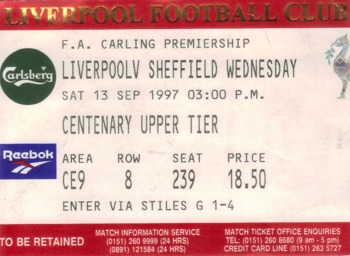 LIVERPOOL FOOTBALL CLUB
F.A. CARLING PREMIERSHIP
Carlsberg
LIVERPOOLV SHEFFIELD WEDNESDAY
SAT 13 SEP 1997 03:00 P.M.
CENTENARY UPPER TIER
Reebok
AREA ROW SEAT PRICE
CE9 8 239 18.50
ENTER VIA STILES G 1-4
TO BE RETAINED
MATCH INFORMATION SERVICE
(0151) 260 9999 (24 HRS)
(0891) 121584 (24 HRS)
MATCH TICKET OFFICE ENQUIRIES
TEL: (0151) 260 8680 (9 am - 5 pm)
CREDIT CARD LINE (0151) 263 5727